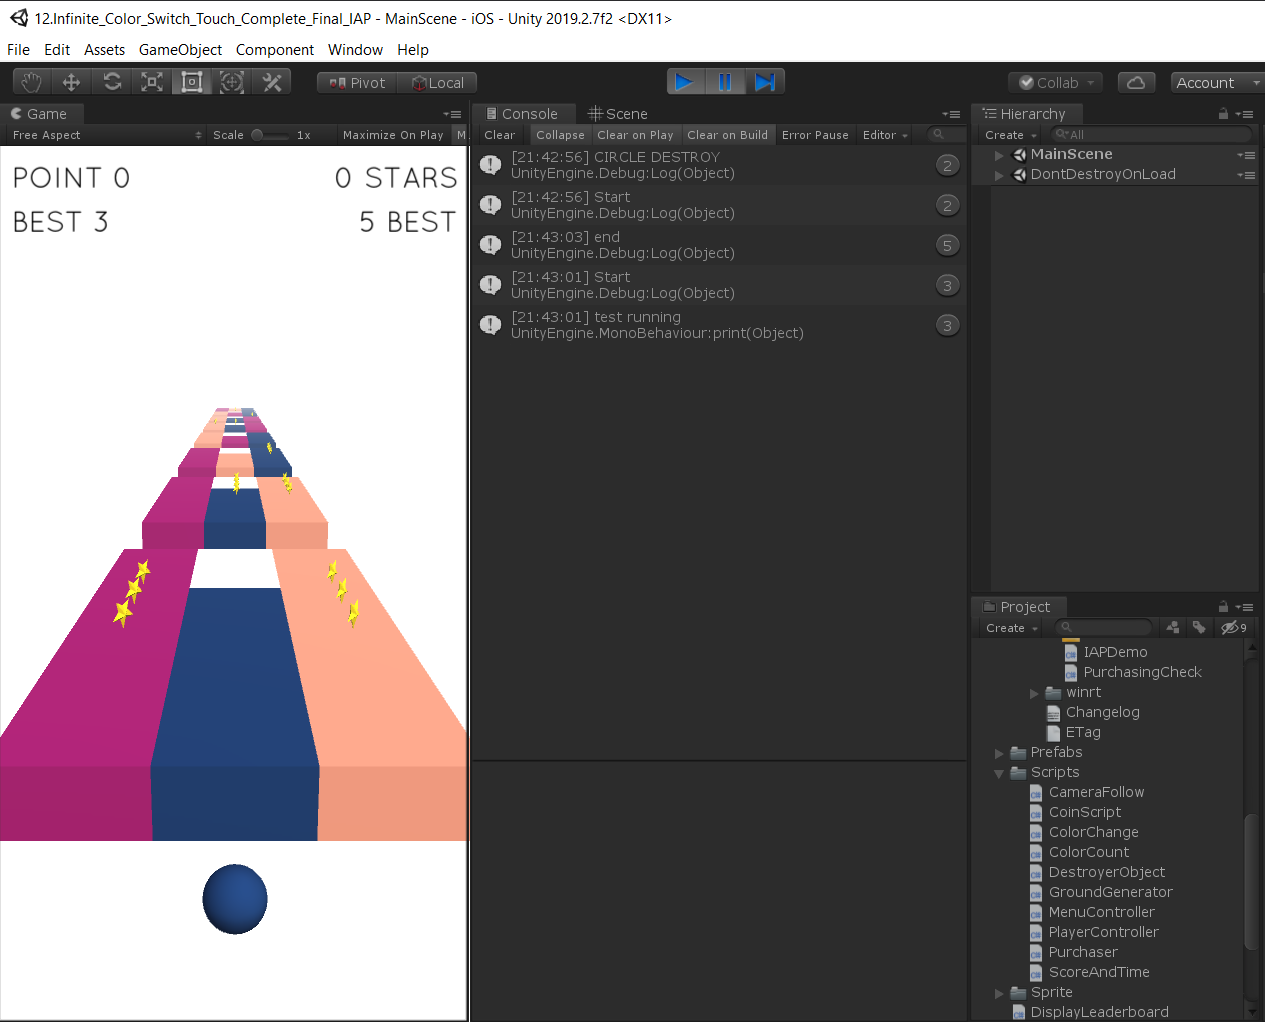 12.Infinite_Color_Switch_Touch_Complete_Final_IAP - MainScene - iOS - Unity 2019.2.7f2 <DX11>
File Edit Assets GameObject Component Window Help
Pivot Local Collab Account
Game
Free Aspect Scale 1x Maximize On Play M
POINT 0 0 STARS
BEST 3 5 BEST
Console Scene
Clear Collapse Clear on Play Clear on Build Error Pause Editor
[21:42:56] CIRCLE DESTROY
UnityEngine.Debug:Log(Object)
2
[21:42:56] Start
UnityEngine.Debug:Log(Object)
2
[21:43:03] end
UnityEngine.Debug:Log(Object)
5
[21:43:01] Start
UnityEngine.Debug:Log(Object)
3
[21:43:01] test running
UnityEngine.MonoBehaviour:print(Object)
3
Hierarchy
Create All
MainScene
DontDestroyOnLoad
Project
Create 9
IAPDemo
PurchasingCheck
winrt
Changelog
ETag
Prefabs
Scripts
CameraFollow
CoinScript
ColorChange
ColorCount
DestroyerObject
GroundGenerator
MenuController
PlayerController
Purchaser
ScoreAndTime
Sprite
DisplayLeaderboard